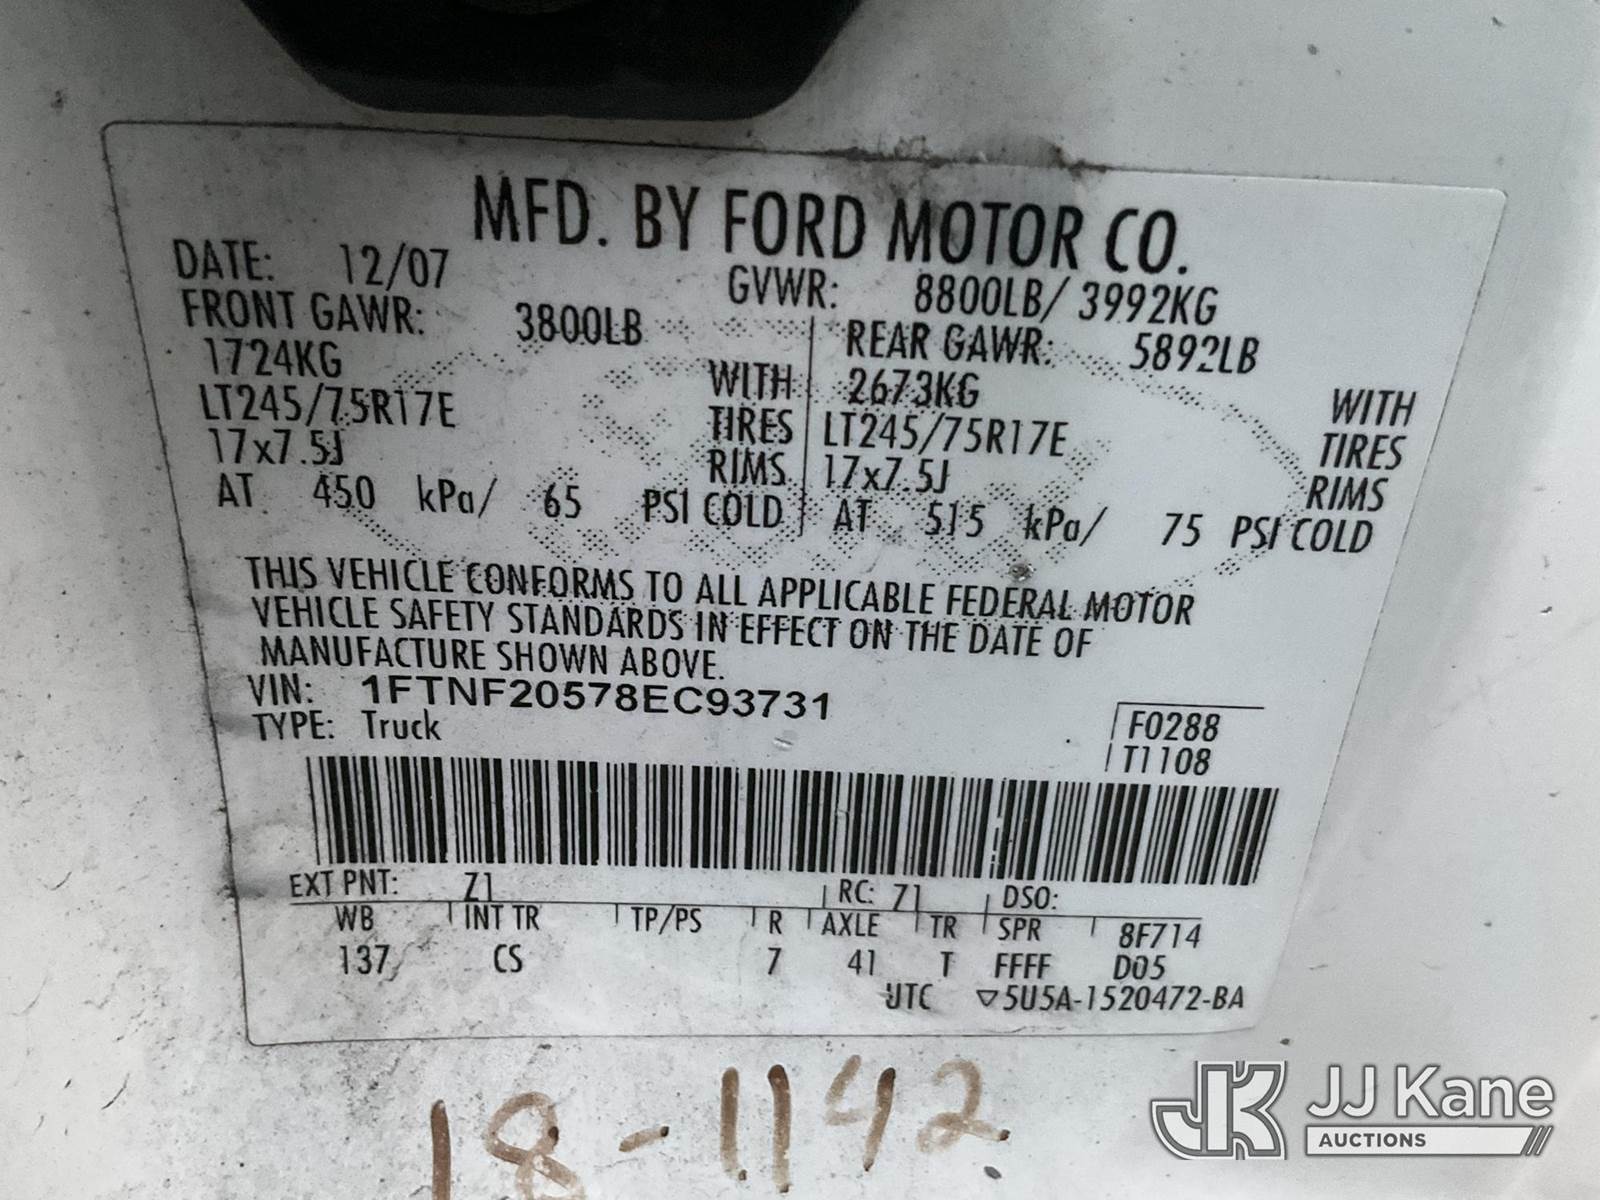 MFD. BY FORD MOTOR CO.
DATE: 12/07 GVWR: 8800LB/ 3992KG
FRONT GAWR: 3800LB REAR GAWR: 5892LB
1724KG WITH 2673KG WITH
LT245/75R17E TIRES LT245/75R17E TIRES
17x7.5J RIMS 17x7.5J RIMS
AT 450 kPa/ 65 PSI COLD AT 515 kPa/ 75 PSI COLD
THIS VEHICLE CONFORMS TO ALL APPLICABLE FEDERAL MOTOR
VEHICLE SAFETY STANDARDS IN EFFECT ON THE DATE OF
MANUFACTURE SHOWN ABOVE.
VIN: 1FTNF20578EC93731
TYPE: Truck F0288
T1108
EXT PNT: Z1 RC: 71 DSO:
WB INT TR TP/PS R AXLE TR SPR 8F714
137 CS 7 41 T FFFF D05
UTC ▽5U5A-1520472-BA
18-1142
JK JJ Kane
AUCTIONS